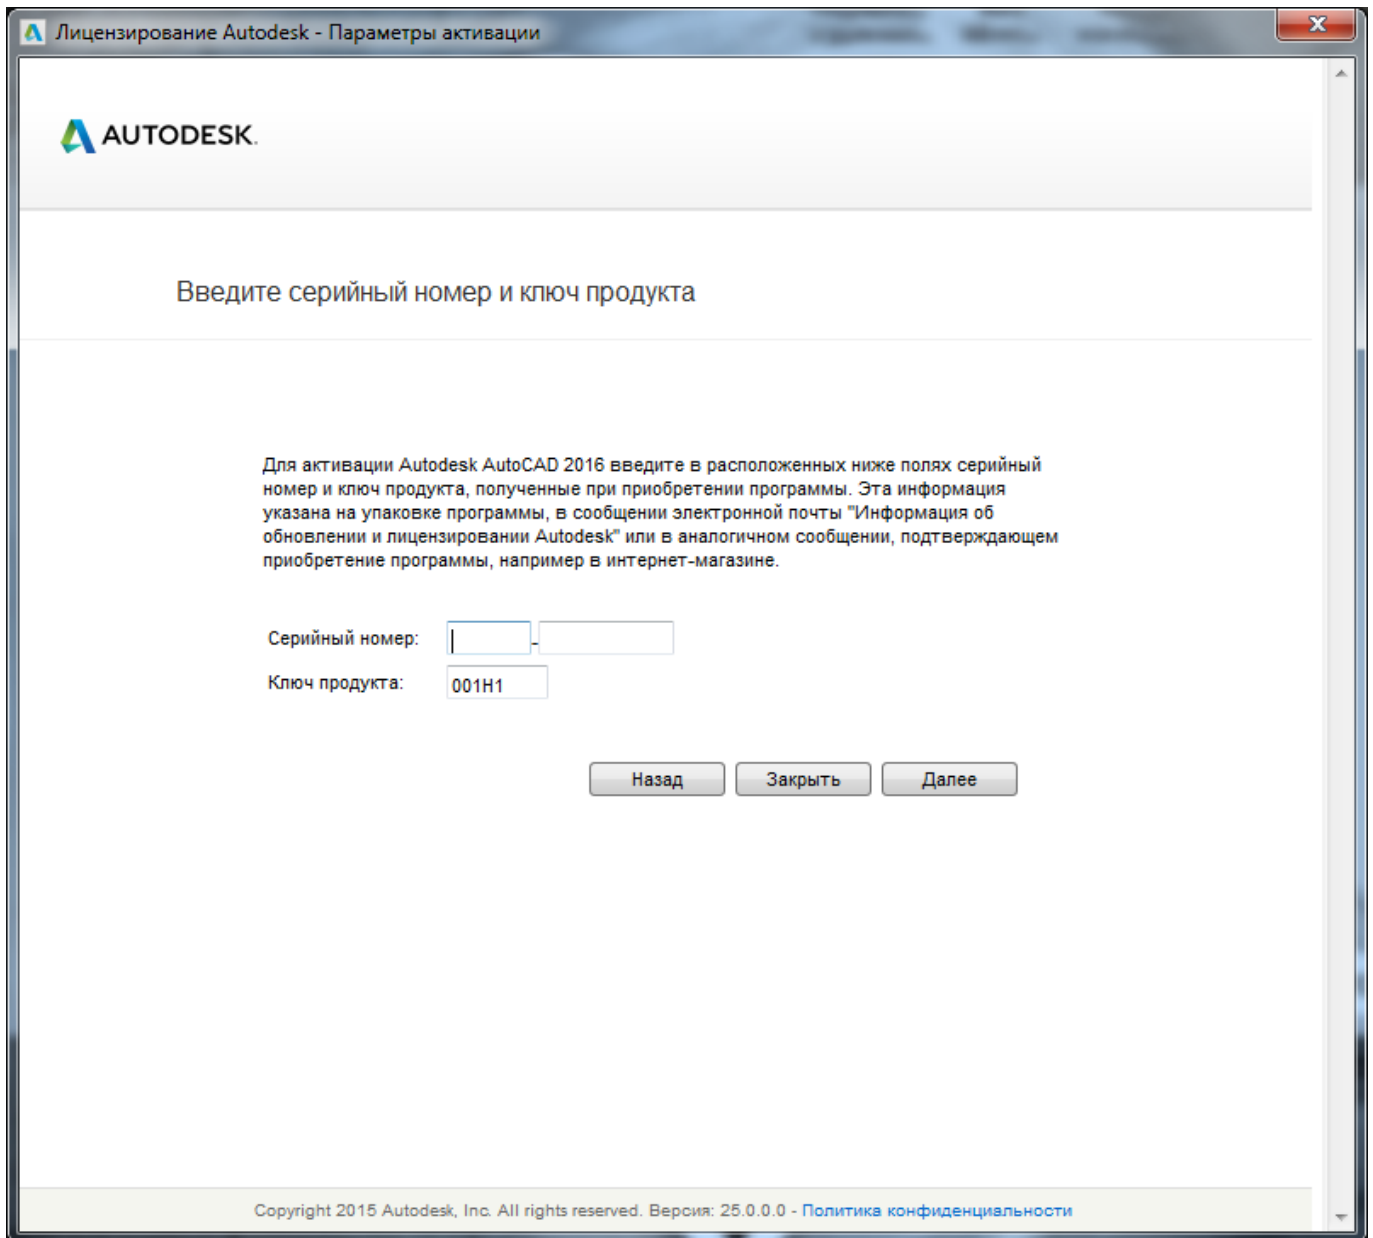 Лицензирование Autodesk - Параметры активации
AUTODESK.
Введите серийный номер и ключ продукта
Для активации Autodesk AutoCAD 2016 введите в расположенных ниже полях серийный
номер и ключ продукта, полученные при приобретении программы. Эта информация
указана на упаковке программы, в сообщении электронной почты "Информация об
обновлении и лицензировании Autodesk" или в аналогичном сообщении, подтверждающем
приобретение программы, например в интернет-магазине.
Серийный номер: -
Ключ продукта: 001H1
Назад Закрыть Далее
Copyright 2015 Autodesk, Inc. All rights reserved. Версия: 25.0.0.0 - Политика конфиденциальности